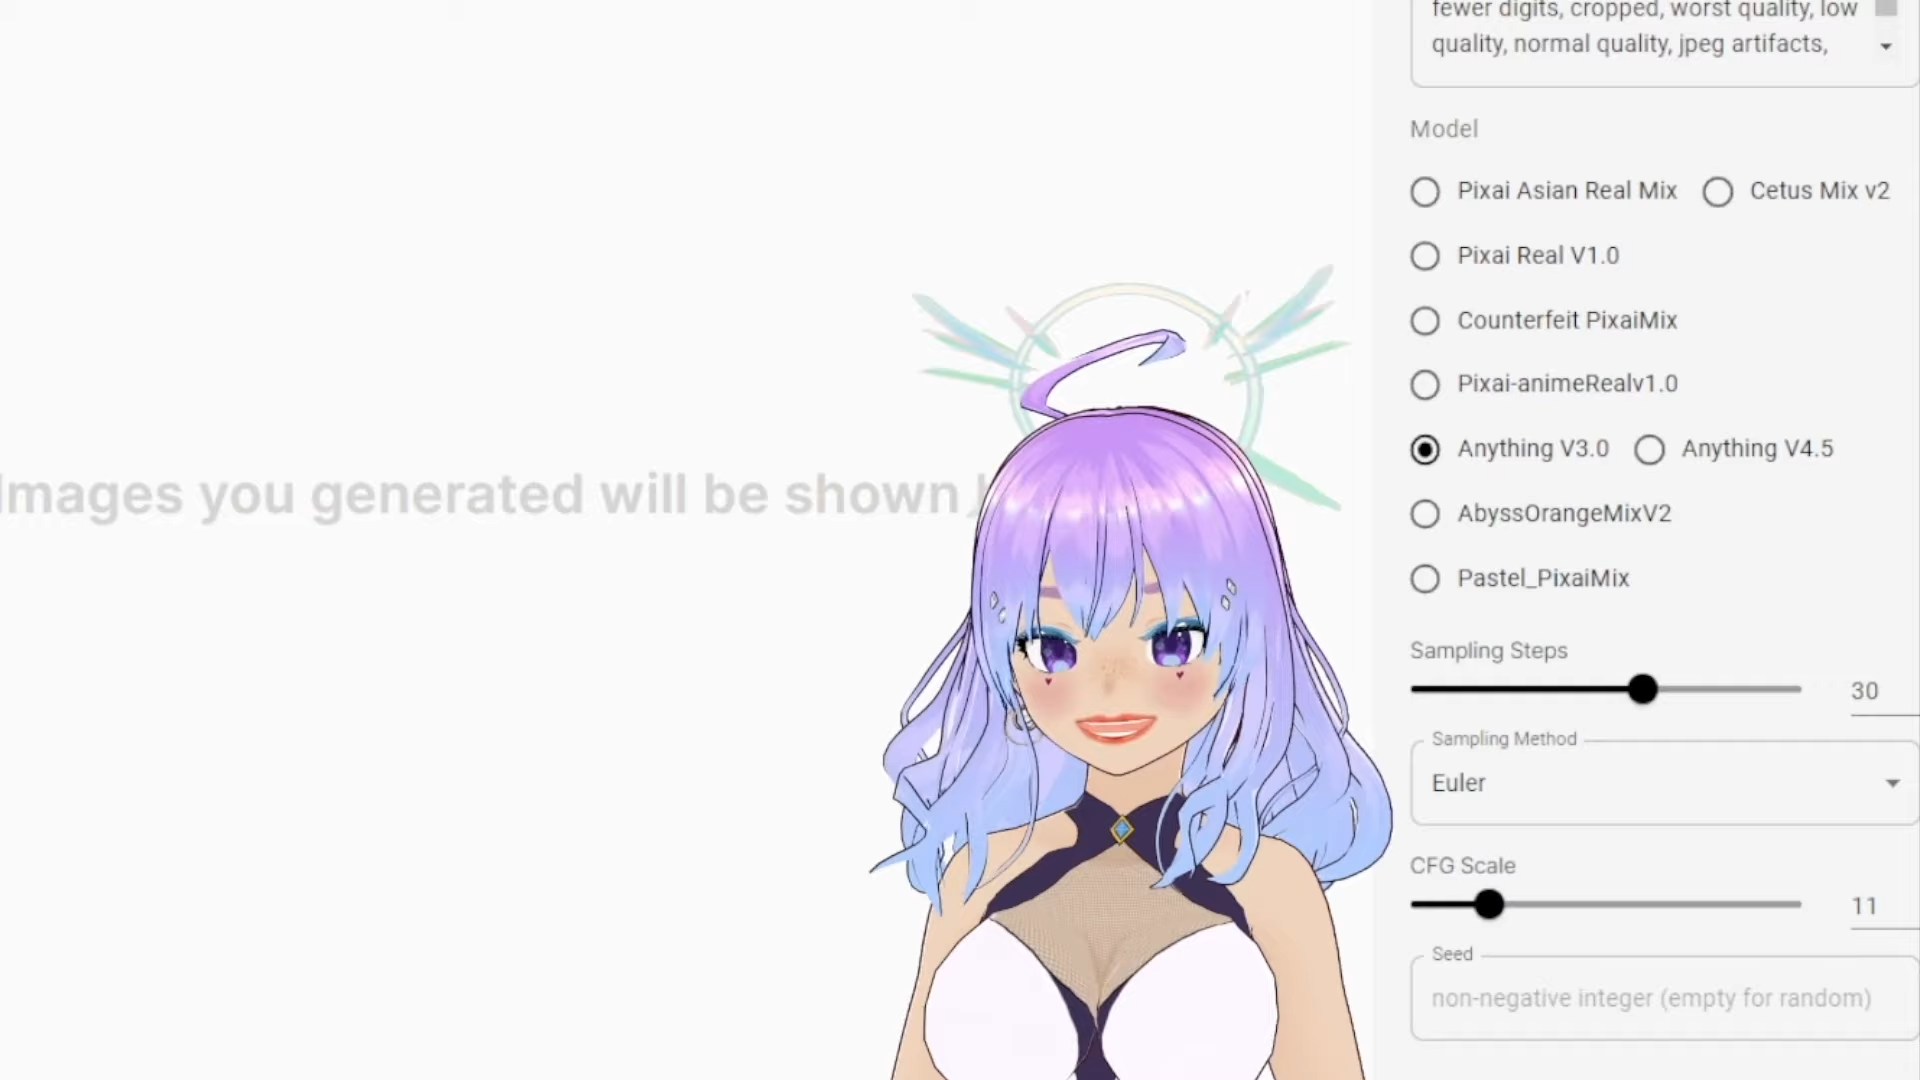 fewer digits, cropped, worst quality, low
quality, normal quality, jpeg artifacts,
Model
Pixai Asian Real Mix Cetus Mix v2
Pixai Real V1.0
Counterfeit PixaiMix
Pixai-animeRealv1.0
Anything V3.0 Anything V4.5
Images you generated will be shown
AbyssOrangeMixV2
Pastel_PixaiMix
Sampling Steps
30
Sampling Method
Euler
CFG Scale
11
Seed
non-negative integer (empty for random)